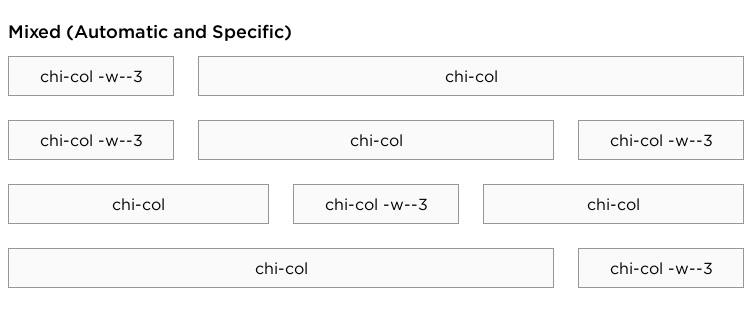 Mixed (Automatic and Specific)
chi-col -w--3 chi-col
chi-col -w--3 chi-col chi-col -w--3
chi-col chi-col -w--3 chi-col
chi-col chi-col -w--3